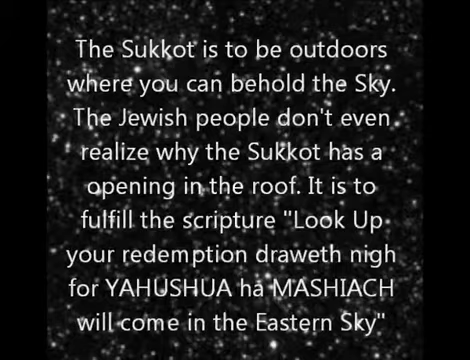 The Sukkot is to be outdoors
where you can behold the Sky.
The Jewish people don't even
realize why the Sukkot has a
opening in the roof. It is to
fulfill the scripture "Look Up
your redemption draweth nigh
for YAHUSHUA ha MASHIACH
will come in the Eastern Sky"